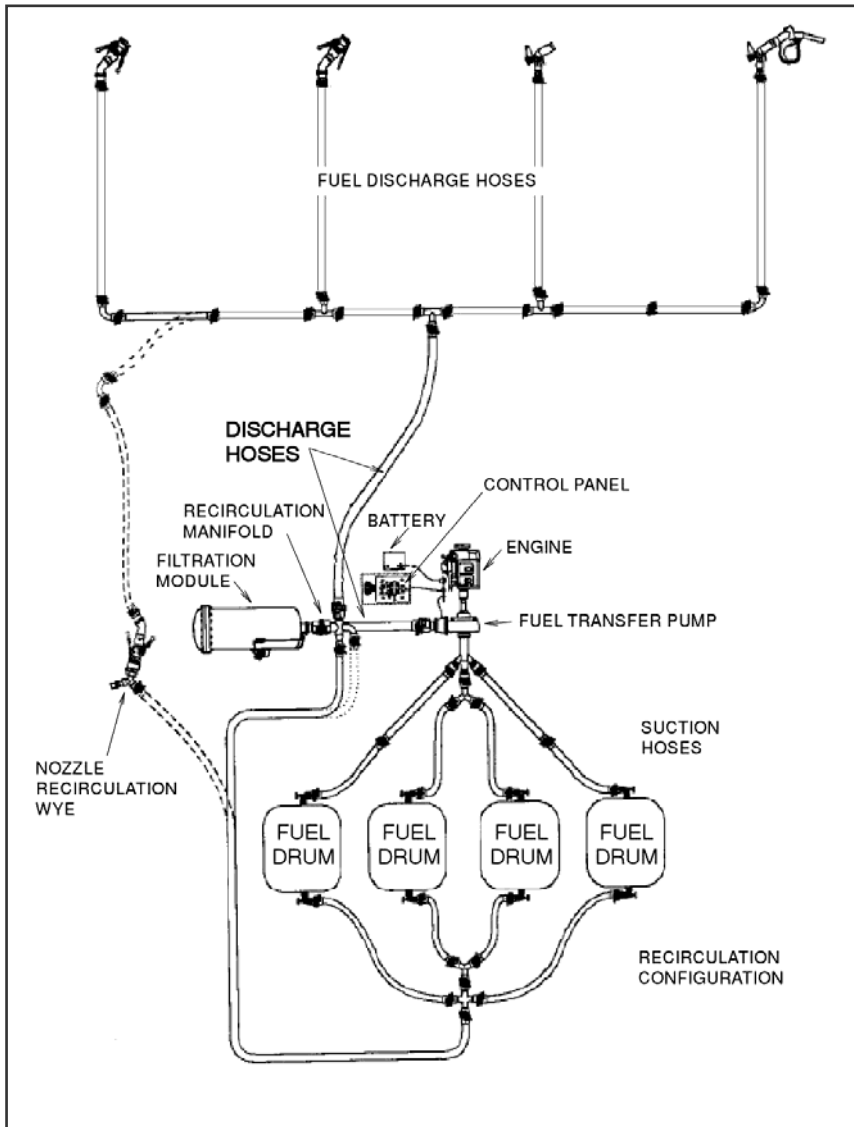 FUEL DISCHARGE HOSES
DISCHARGE
HOSES
CONTROL PANEL
RECIRCULATION
MANIFOLD
BATTERY
ENGINE
FILTRATION
MODULE
FUEL TRANSFER PUMP
SUCTION
HOSES
NOZZLE
RECIRCULATION
WYE
FUEL
DRUM
FUEL
DRUM
FUEL
DRUM
FUEL
DRUM
RECIRCULATION
CONFIGURATION